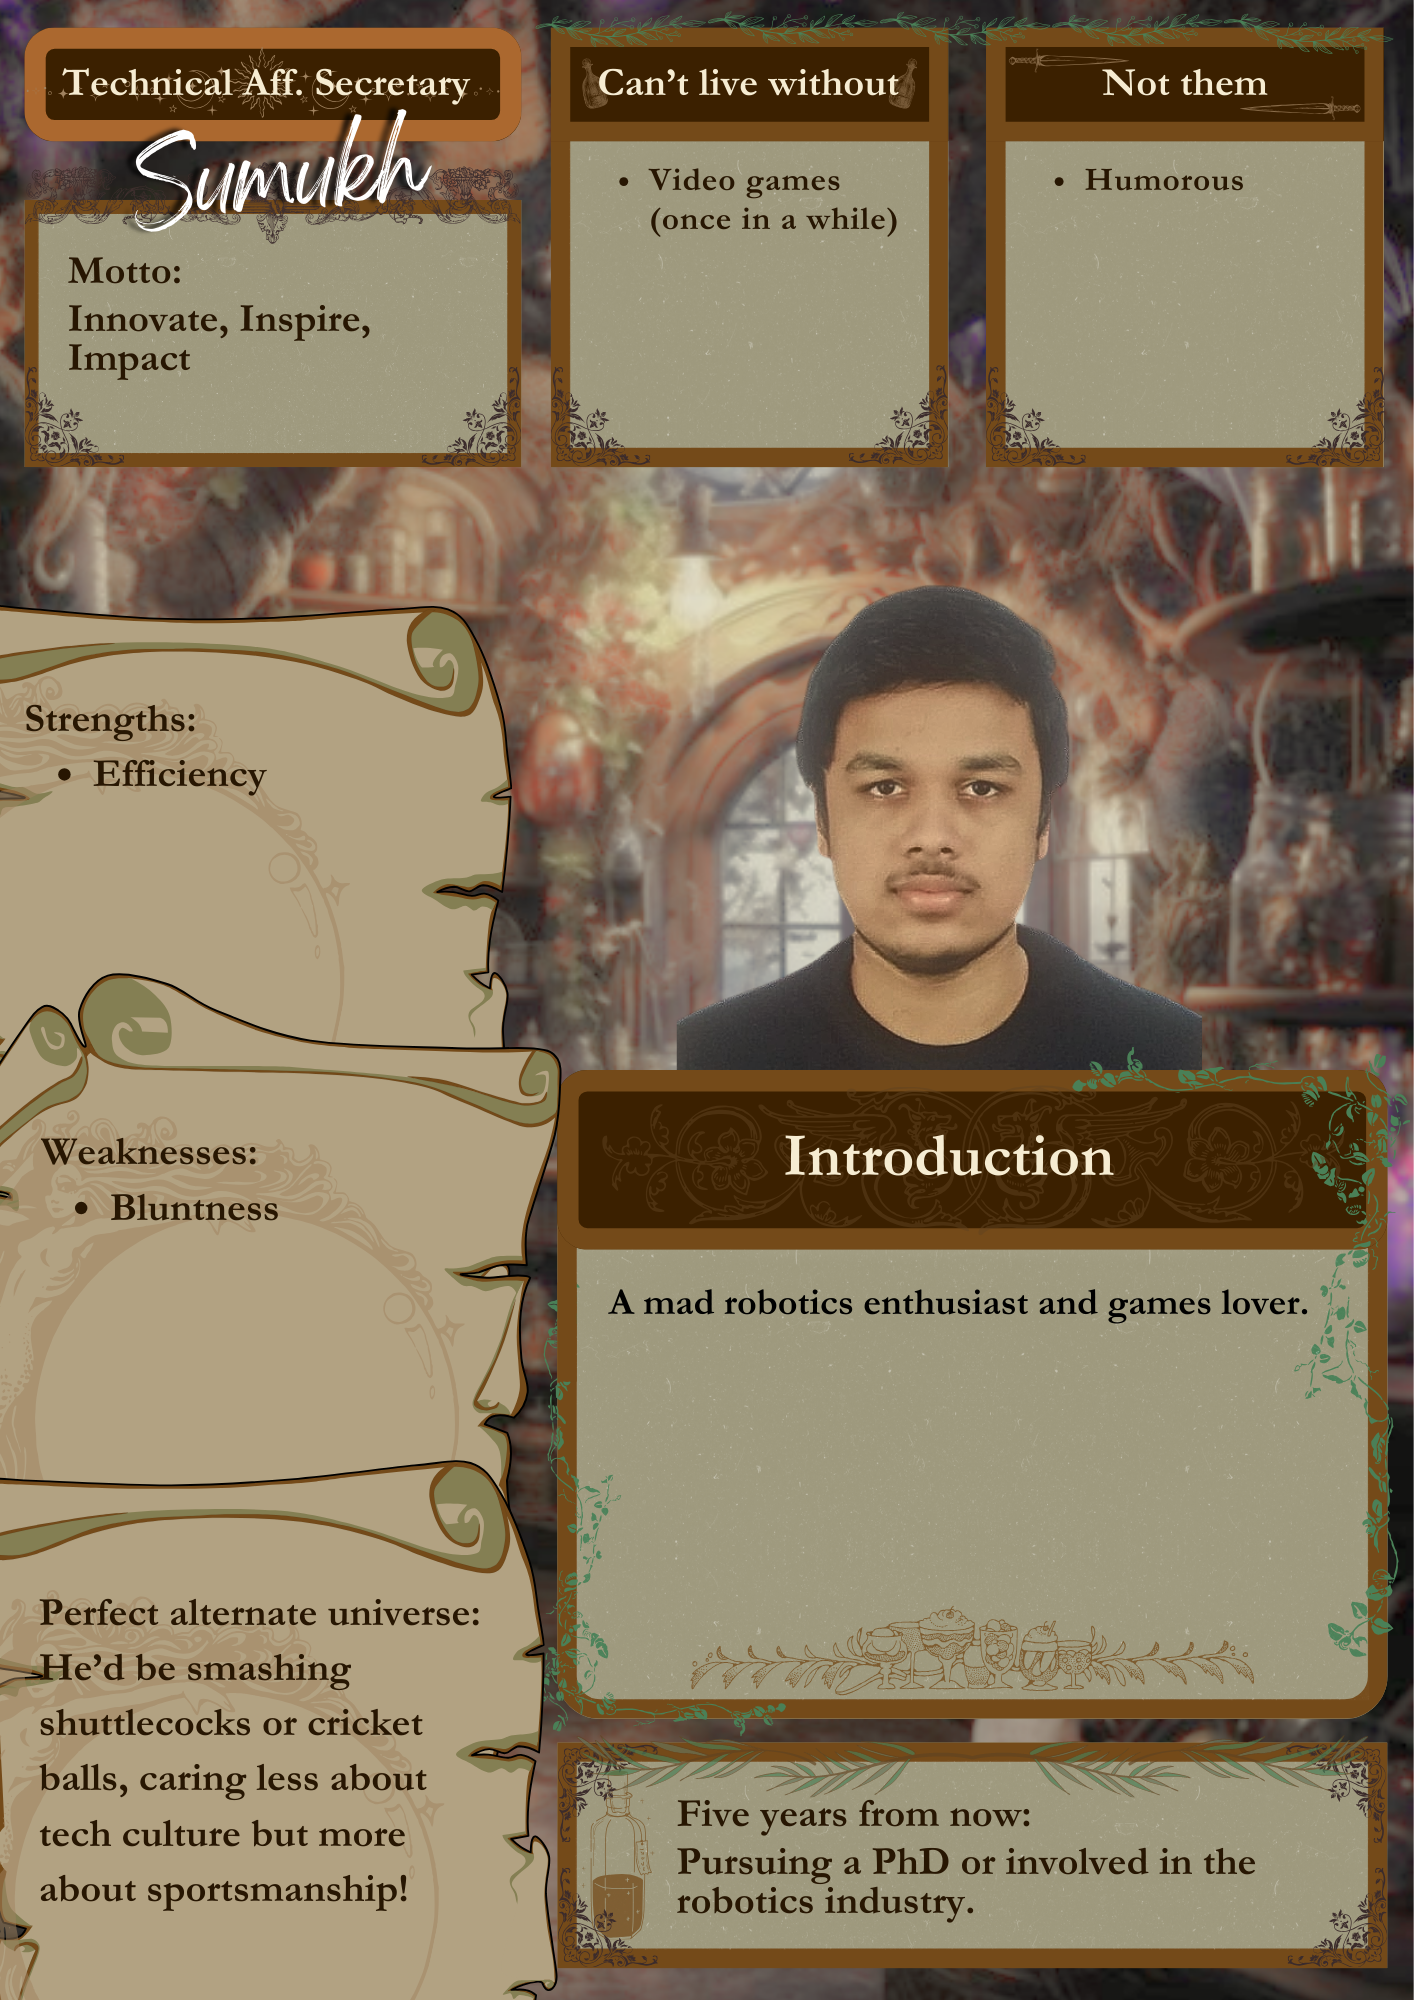 Technical Aff. Secretary
Sumukh
Motto:
Innovate, Inspire,
Impact
Can't live without
• Video games
(once in a while)
Not them
• Humorous
Strengths:
• Efficiency
Weaknesses:
• Bluntness
Perfect alternate universe:
He'd be smashing
shuttlecocks or cricket
balls, caring less about
tech culture but more
about sportsmanship!
Introduction
A mad robotics enthusiast and games lover.
Five years from now:
Pursuing a PhD or involved in the
robotics industry.